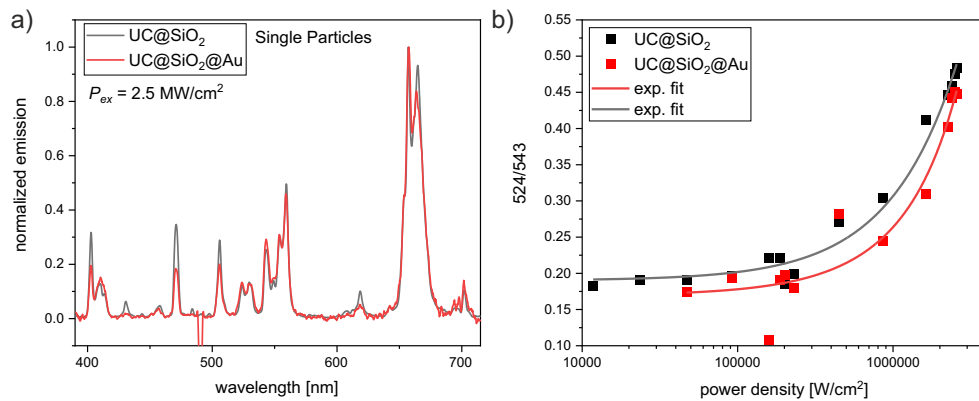 a)
UC@SiO₂
UC@SiO₂@Au
Single Particles
P_ex = 2.5 MW/cm²
normalized emission
1.0
0.8
0.6
0.4
0.2
0.0
400
500
600
700
wavelength [nm]
b)
UC@SiO₂
UC@SiO₂@Au
exp. fit
exp. fit
524/543
0.50
0.45
0.40
0.35
0.30
0.25
0.20
0.15
0.10
10000
100000
1000000
power density [W/cm²]